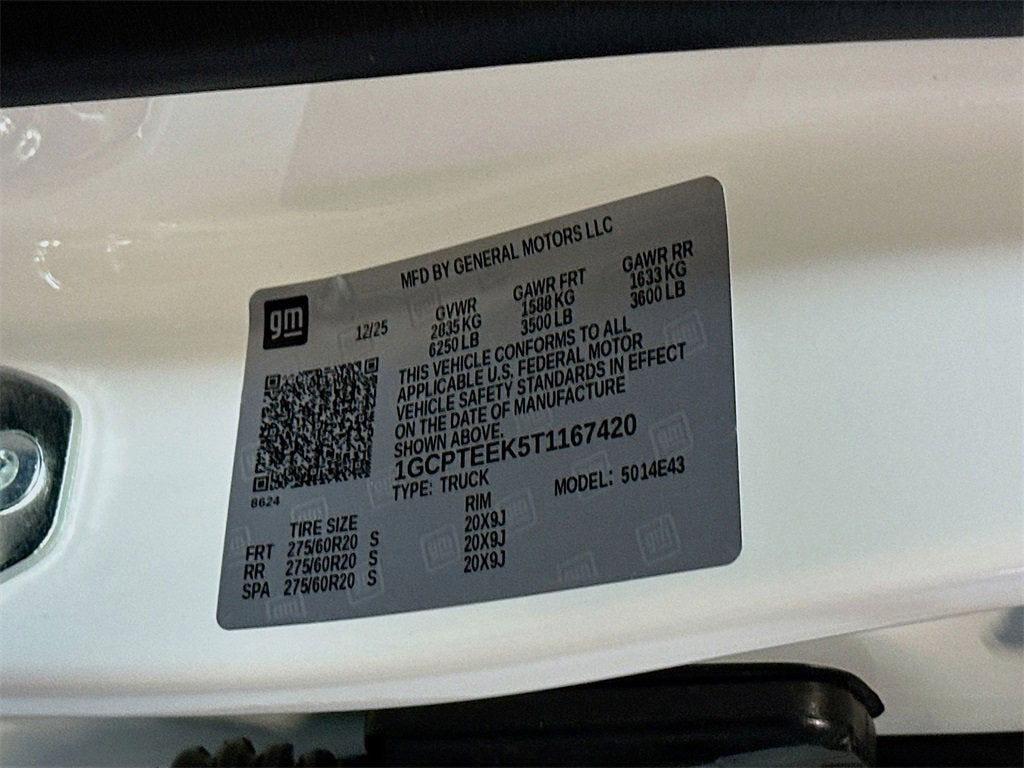 MFD BY GENERAL MOTORS LLC
gm
12/25
GVWR
2835 KG
6250 LB
GAWR FRT
1588 KG
3500 LB
GAWR RR
1633 KG
3600 LB
THIS VEHICLE CONFORMS TO ALL
APPLICABLE U.S. FEDERAL MOTOR
VEHICLE SAFETY STANDARDS IN EFFECT
ON THE DATE OF MANUFACTURE
SHOWN ABOVE.
1GCPTEEK5T1167420
8624
TYPE: TRUCK MODEL: 5014E43
TIRE SIZE RIM
FRT 275/60R20 S 20X9J
RR 275/60R20 S 20X9J
SPA 275/60R20 S 20X9J